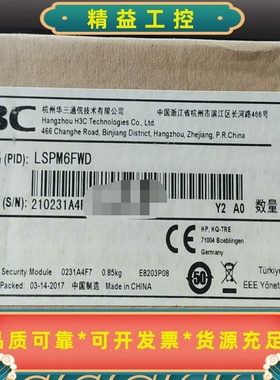 精益工控
3C
杭州华三通信技术有限公司
Hangzhou H3C Technologies Co., Ltd.
中国浙江省杭州市滨江区长河路466号
466 Changhe Road, Binjiang District, Hangzhou, Zhejiang, P.R.China
(PID): LSPM6FWD
(S/N): 210231A4F
Y2 A0
数量
HP, HQ-TRE
71004 Boeblingen
Germany
Security Module 0231A4F7 0.85kg E8203P08
Packed: 03-14-2017 中国制造 Made in CHINA
50
Türkiye
EEE Yönet
品质可靠*可开发票*货源充足